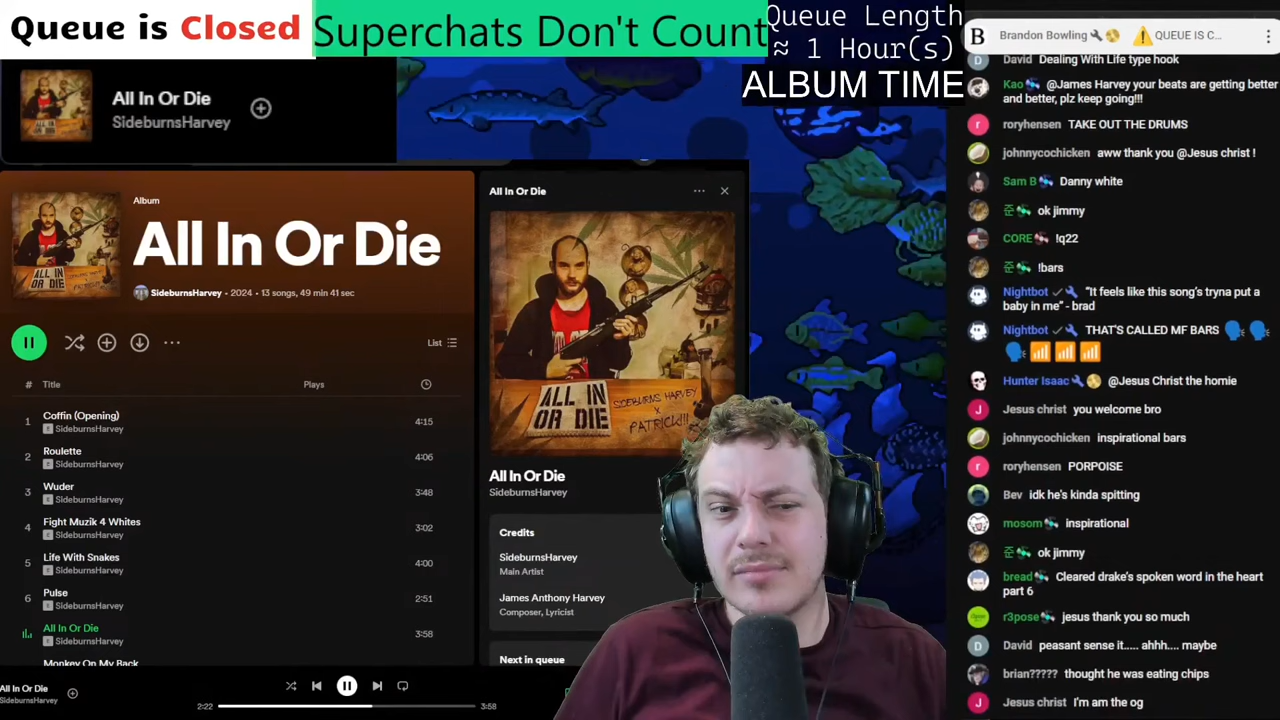 Queue is Closed
Superchats Don't Count
Queue Length
≈ 1 Hour(s)
ALBUM TIME
All In Or Die
SideburnsHarvey
Album
All In Or Die
SideburnsHarvey • 2024 • 13 songs, 49 min 41 sec
List
# Title Plays
1 Coffin (Opening) 4:15
E SideburnsHarvey
2 Roulette 4:06
E SideburnsHarvey
3 Wuder 3:48
E SideburnsHarvey
4 Fight Muzik 4 Whites 3:02
E SideburnsHarvey
5 Life With Snakes 4:00
E SideburnsHarvey
6 Pulse 2:51
E SideburnsHarvey
All In Or Die 3:58
E SideburnsHarvey
Monkey On My Back
All In Or Die
ALL IN
OR DIE
SIDEBURNS HARVEY
X
PATRICK!!!
All In Or Die
SideburnsHarvey
Credits
SideburnsHarvey
Main Artist
James Anthony Harvey
Composer, Lyricist
Next in queue
All In Or Die
SideburnsHarvey
2:22
3:58
B Brandon Bowling QUEUE IS C...
David Dealing With Life type hook
Kao @James Harvey your beats are getting better
and better, plz keep going!!!
roryhensen TAKE OUT THE DRUMS
johnnycochicken aww thank you @Jesus christ !
Sam B Danny white
준 ok jimmy
CORE !q22
준 !bars
Nightbot “It feels like this song's tryna put a
baby in me” - brad
Nightbot THAT'S CALLED MF BARS
Hunter Isaac @Jesus Christ the homie
Jesus christ you welcome bro
johnnycochicken inspirational bars
roryhensen PORPOISE
Bev idk he's kinda spitting
mosom inspirational
준 ok jimmy
bread Cleared drake's spoken word in the heart
part 6
r3pose jesus thank you so much
David peasant sense it..... ahhh.... maybe
brian????? thought he was eating chips
Jesus christ I'm am the og